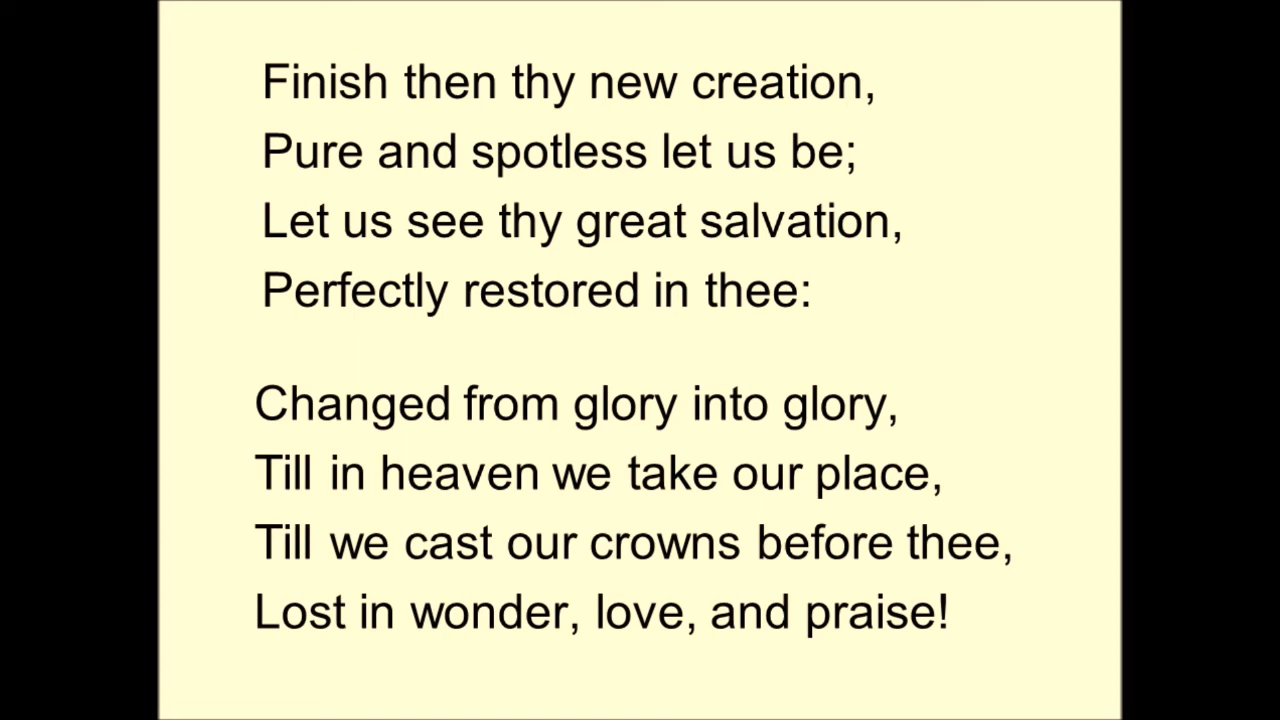 Finish then thy new creation,
Pure and spotless let us be;
Let us see thy great salvation,
Perfectly restored in thee:
Changed from glory into glory,
Till in heaven we take our place,
Till we cast our crowns before thee,
Lost in wonder, love, and praise!